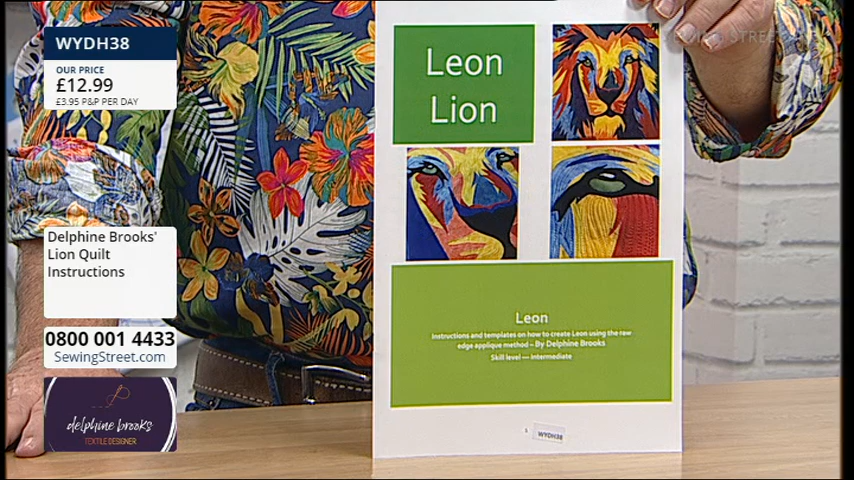 WYDH38
OUR PRICE
£12.99
£3.95 P&P PER DAY
Delphine Brooks'
Lion Quilt
Instructions
0800 001 4433
SewingStreet.com
delphine brooks
TEXTILE DESIGNER
SEWING STREET
Leon
Lion
Leon
Instructions and templates on how to create Leon using the raw
edge applique method – By Delphine Brooks
Skill level — Intermediate
WYDH38